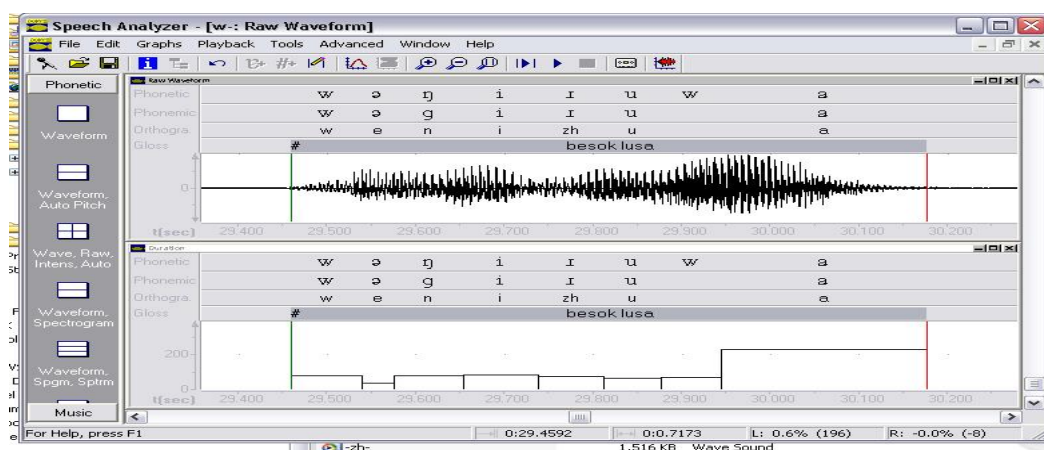 Speech Analyzer - [w-: Raw Waveform]
File Edit Graphs Playback Tools Advanced Window Help
Phonetic
Raw Waveform
Phonetic w ə ŋ i ɪ u w a
Phonemic w ə g i ɪ u a
Orthogra. w e n i zh u a
Gloss # besok lusa
0
t(sec) 29.400 29.500 29.600 29.700 29.800 29.900 30.000 30.100 30.200
Waveform
Waveform, Auto Pitch
Wave, Raw, Intens, Auto
Waveform, Spectrogram
Waveform, Spgm, Sptrm
Music
Duration
Phonetic w ə ŋ i ɪ u w a
Phonemic w ə g i ɪ u a
Orthogra. w e n i zh u a
Gloss # besok lusa
200
0
t(sec) 29.400 29.500 29.600 29.700 29.800 29.900 30.000 30.100 30.200
For Help, press F1 0:29.4592 0:0.7173 L: 0.6% (196) R: -0.0% (-8)
-zh- 1.516 KB Wave Sound